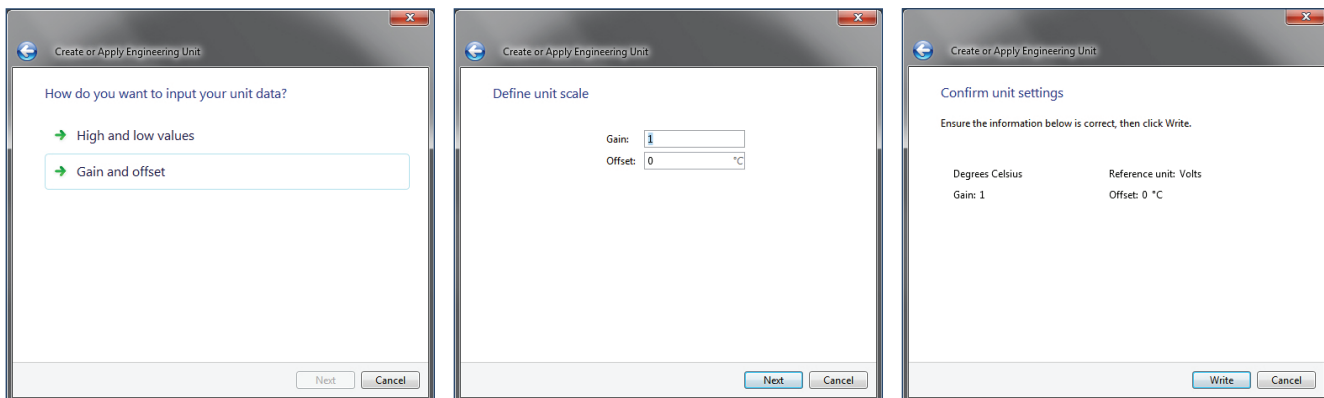 Create or Apply Engineering Unit
How do you want to input your unit data?
High and low values
Gain and offset
Next
Cancel
Create or Apply Engineering Unit
Define unit scale
Gain: 1
Offset: 0 °C
Next
Cancel
Create or Apply Engineering Unit
Confirm unit settings
Ensure the information below is correct, then click Write.
Degrees Celsius
Reference unit: Volts
Gain: 1
Offset: 0 °C
Write
Cancel